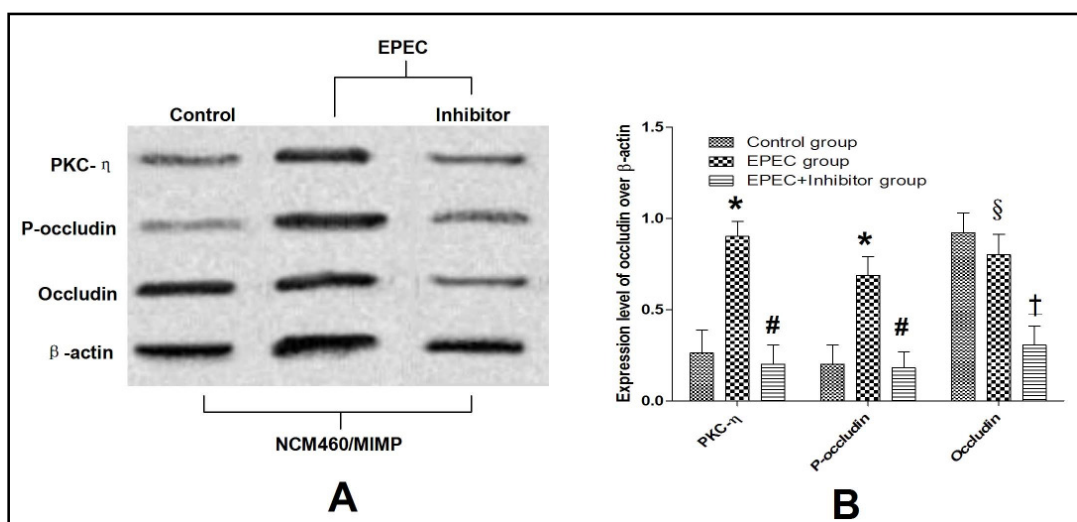 EPEC
Control
Inhibitor
PKC- η
P-occludin
Occludin
β -actin
NCM460/MIMP
A
Expression level of occludin over β-actin
1.5
1.0
0.5
0.0
Control group
EPEC group
EPEC+Inhibitor group
*
#
*
#
§
‡
PKC-η
P-occludin
Occludin
B